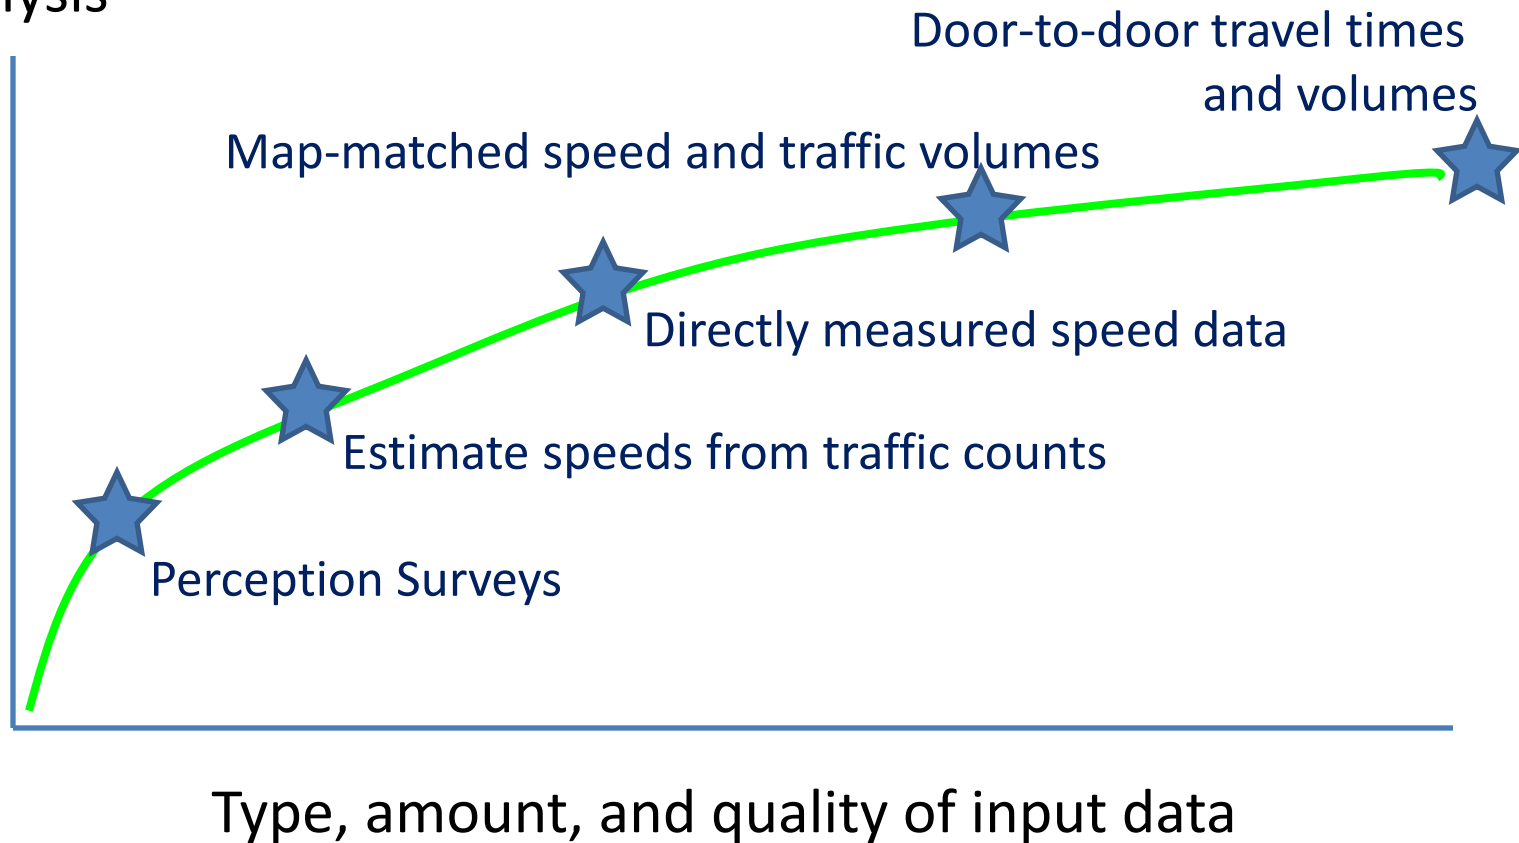 Door-to-door travel times
and volumes
Map-matched speed and traffic volumes
Directly measured speed data
Estimate speeds from traffic counts
Perception Surveys
Type, amount, and quality of input data